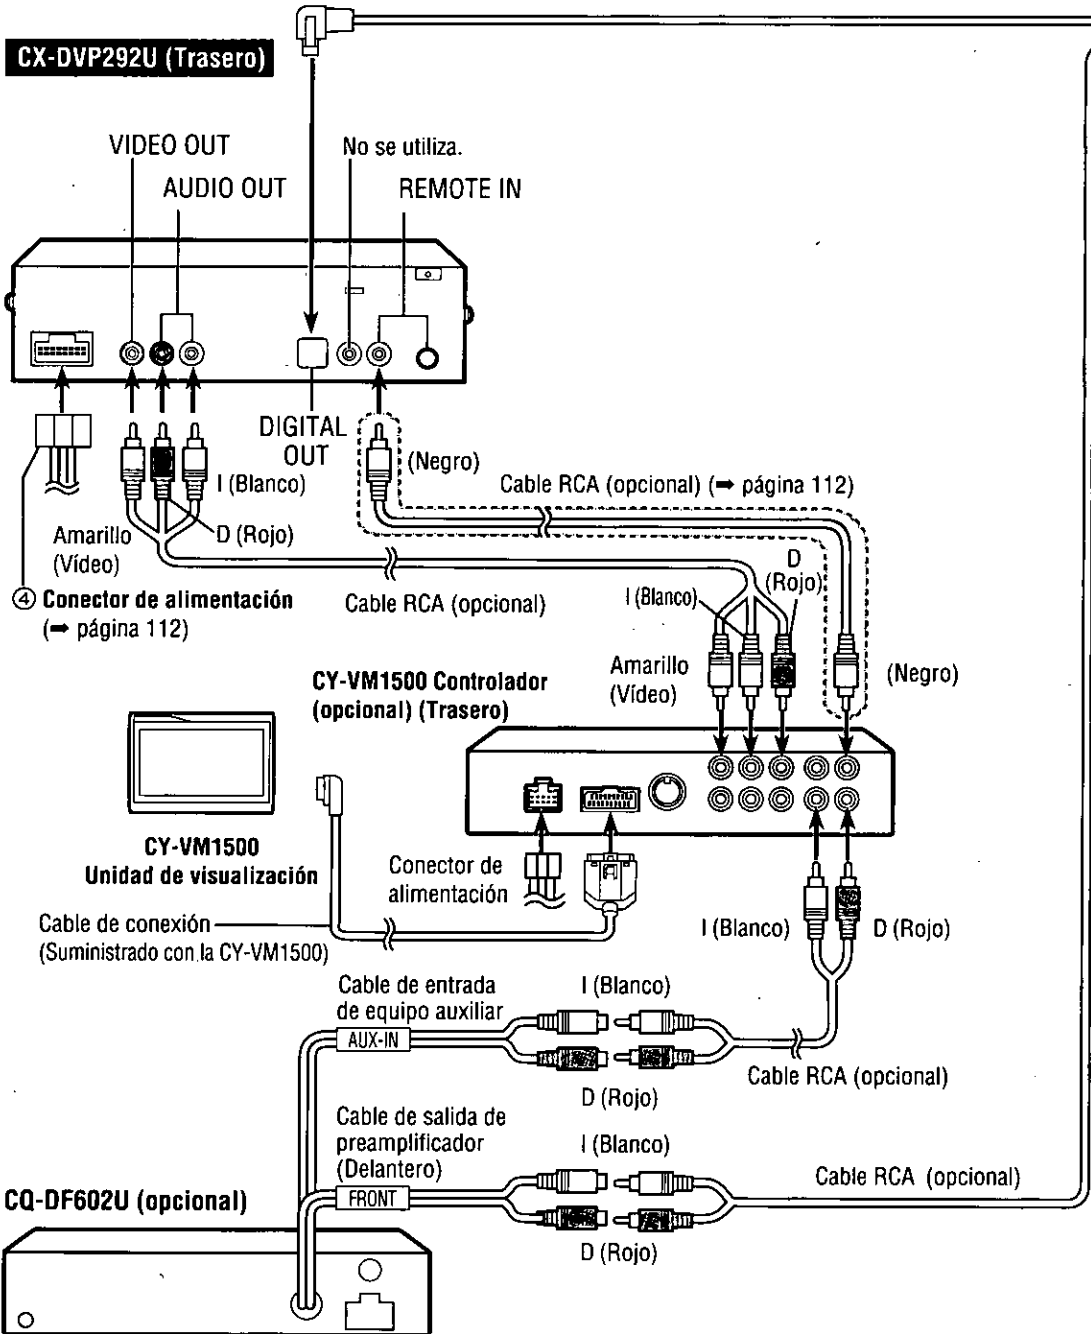 CX-DVP292U (Trasero)
VIDEO OUT
No se utiliza.
AUDIO OUT
REMOTE IN
DIGITAL
OUT
(Negro)
I (Blanco)
Cable RCA (opcional) (➡ página 112)
D (Rojo)
Amarillo
(Vídeo)
④ Conector de alimentación
(➡ página 112)
Cable RCA (opcional)
D
(Rojo)
I (Blanco)
Amarillo
(Vídeo)
(Negro)
CY-VM1500 Controlador
(opcional) (Trasero)
CY-VM1500
Unidad de visualización
Conector de
alimentación
Cable de conexión
(Suministrado con la CY-VM1500)
I (Blanco)
D (Rojo)
Cable de entrada
de equipo auxiliar
AUX-IN
I (Blanco)
D (Rojo)
Cable RCA (opcional)
Cable de salida de
preamplificador
(Delantero)
FRONT
I (Blanco)
D (Rojo)
Cable RCA (opcional)
CQ-DF602U (opcional)